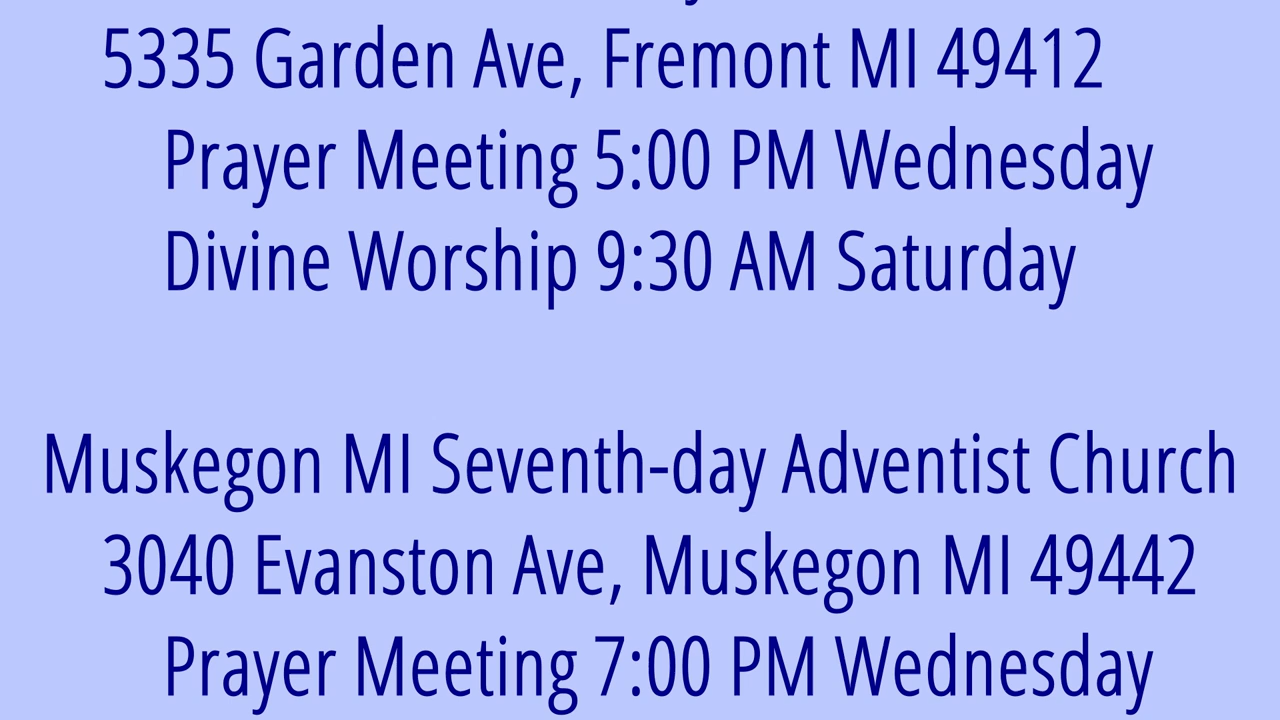 5335 Garden Ave, Fremont MI 49412
Prayer Meeting 5:00 PM Wednesday
Divine Worship 9:30 AM Saturday
Muskegon MI Seventh-day Adventist Church
3040 Evanston Ave, Muskegon MI 49442
Prayer Meeting 7:00 PM Wednesday